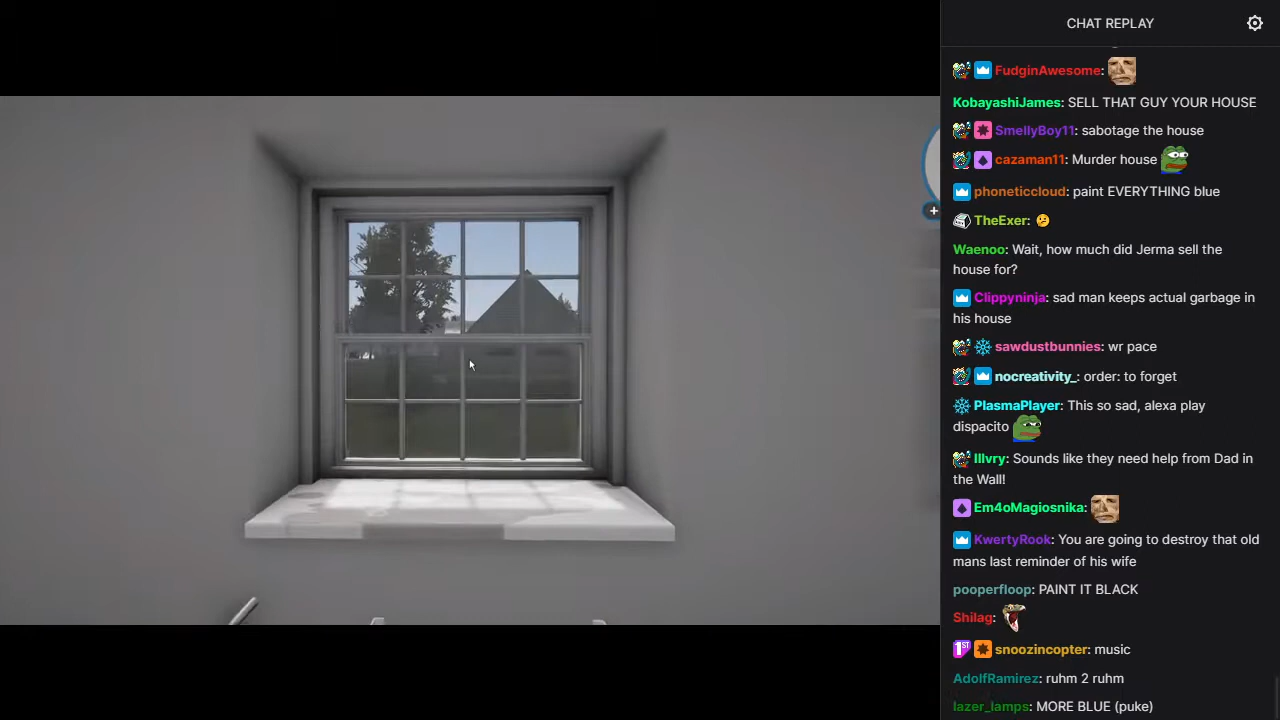 CHAT REPLAY
FudginAwesome:
KobayashiJames: SELL THAT GUY YOUR HOUSE
SmellyBoy11: sabotage the house
cazaman11: Murder house
phoneticcloud: paint EVERYTHING blue
TheExer:
Waenoo: Wait, how much did Jerma sell the
house for?
Clippyninja: sad man keeps actual garbage in
his house
sawdustbunnies: wr pace
nocreativity_: order: to forget
PlasmaPlayer: This so sad, alexa play
dispacito
Illvry: Sounds like they need help from Dad in
the Wall!
Em4oMagiosnika:
KwertyRook: You are going to destroy that old
mans last reminder of his wife
pooperfloop: PAINT IT BLACK
Shilag:
1ST snoozincopter: music
AdolfRamirez: ruhm 2 ruhm
lazer_lamps: MORE BLUE (puke)